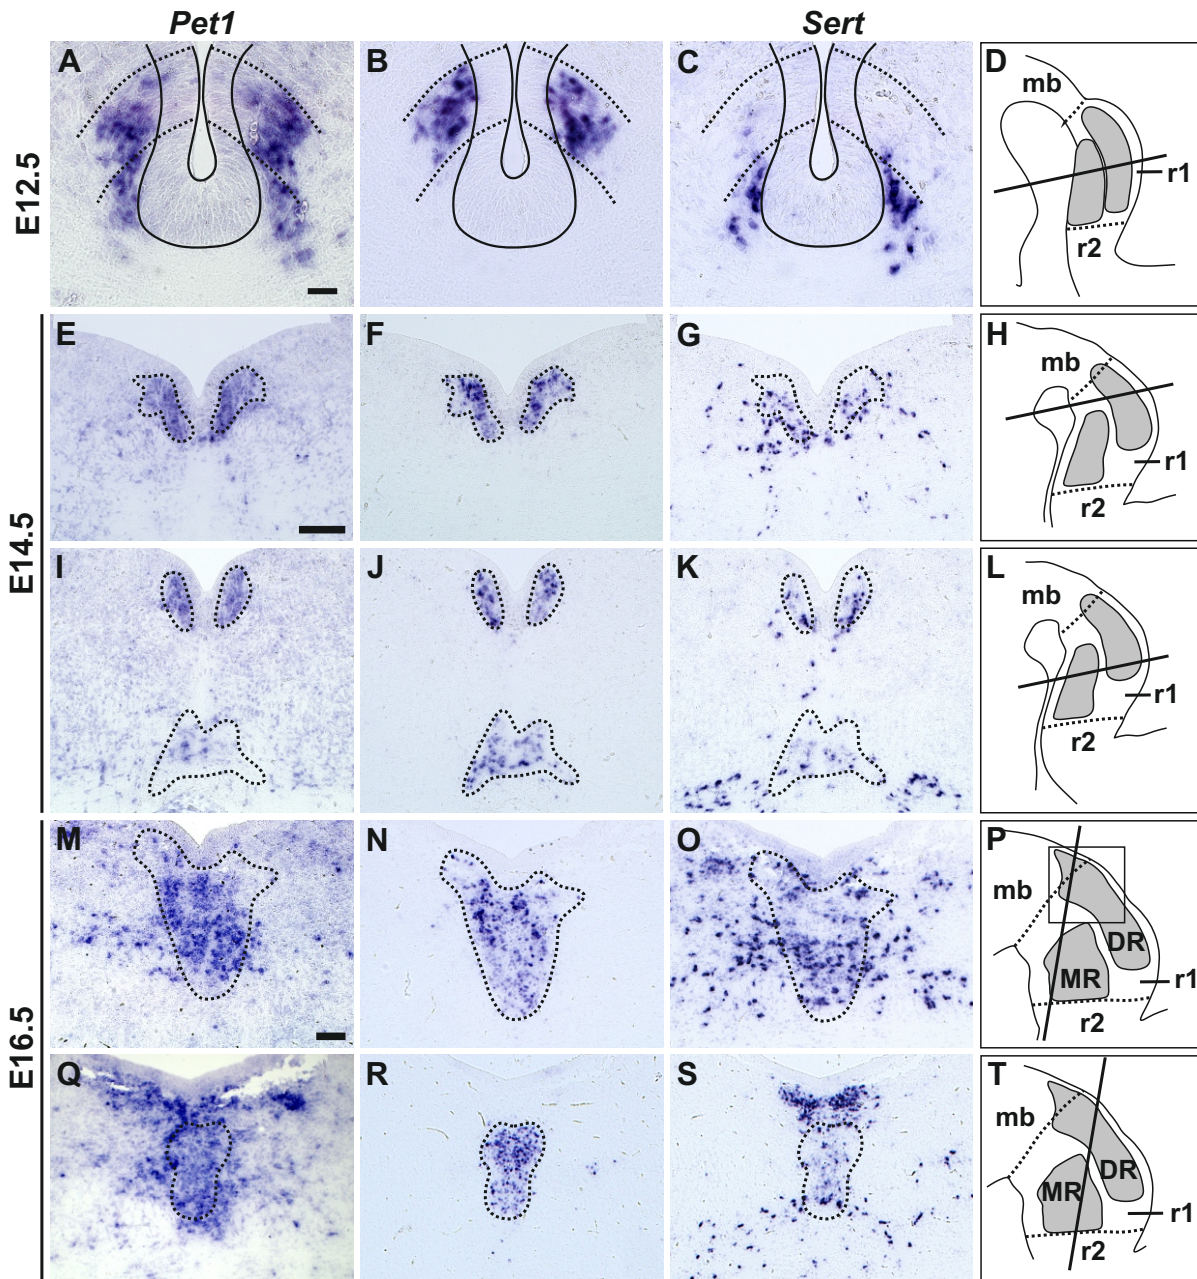 Pet1 Sert
E12.5
A B C D
mb
r1
r2
E14.5
E F G H
mb
r1
r2
I J K L
mb
r1
r2
E16.5
M N O P
mb
DR
MR
r1
r2
Q R S T
mb
DR
MR
r1
r2